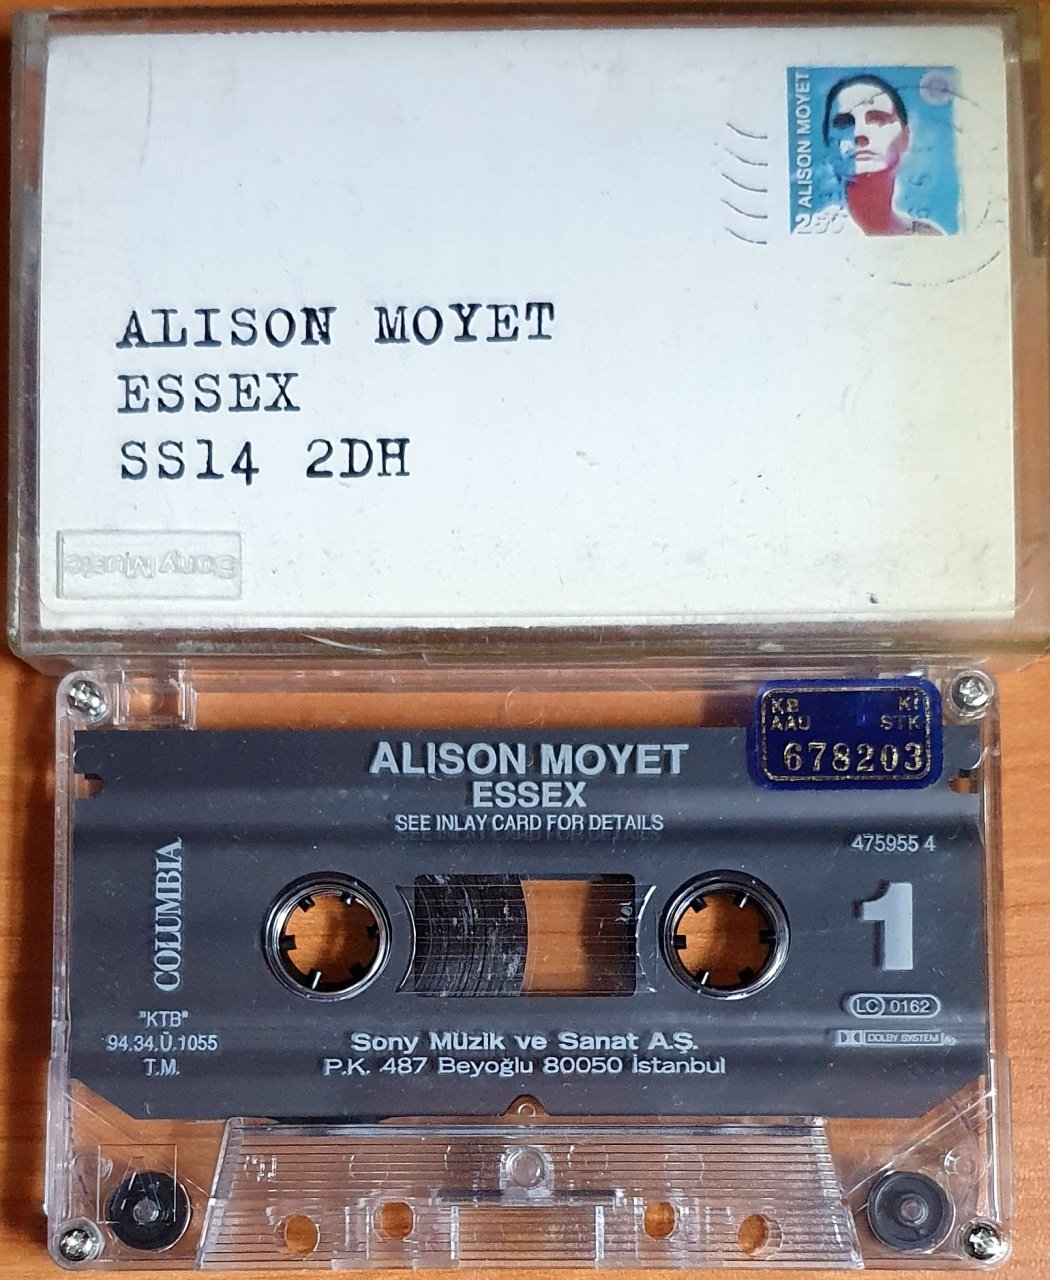 2 ALISON MOYET
ALISON MOYET
ESSEX
SS14 2DH
Sony Music
KB Kİ
AAU STK
678203
ALISON MOYET
ESSEX
SEE INLAY CARD FOR DETAILS
475955 4
COLUMBIA
1
LC 0162
DOLBY SYSTEM
"KTB"
94.34.Ü.1055
T.M.
Sony Müzik ve Sanat A.Ş.
P.K. 487 Beyoğlu 80050 İstanbul